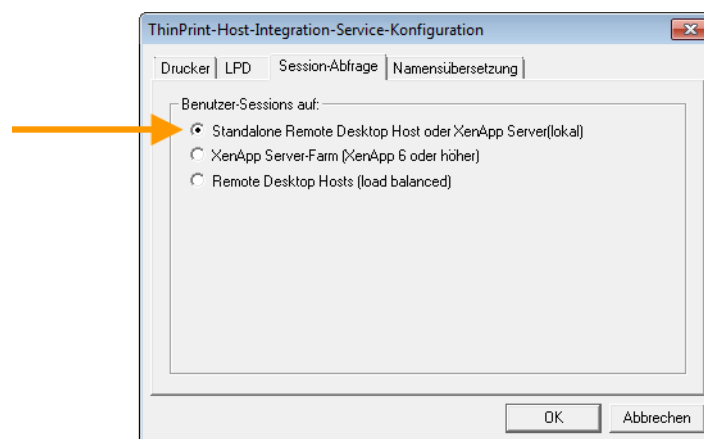 ThinPrint-Host-Integration-Service-Konfiguration
Drucker LPD Session-Abfrage Namensübersetzung
Benutzer-Sessions auf:
Standalone Remote Desktop Host oder XenApp Server(lokal)
XenApp Server-Farm (XenApp 6 oder höher)
Remote Desktop Hosts (load balanced)
OK Abbrechen